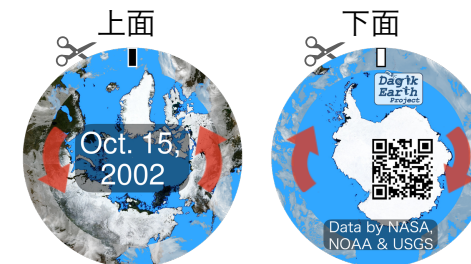 上面
下面
Oct. 15,
2002
Dagik
Earth
Project
Data by NASA,
NOAA & USGS